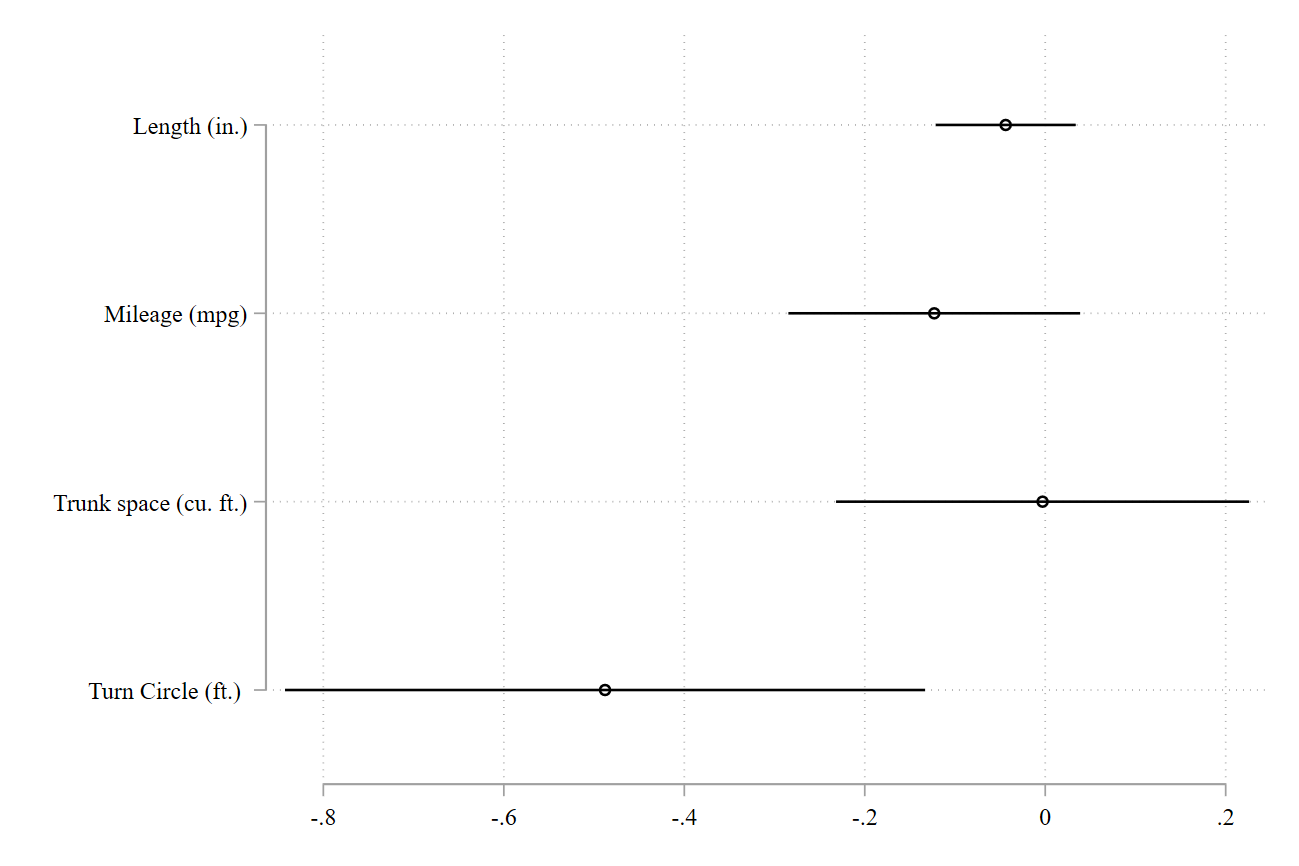 Length (in.)
Mileage (mpg)
Trunk space (cu. ft.)
Turn Circle (ft.)
-.8 -.6 -.4 -.2 0 .2